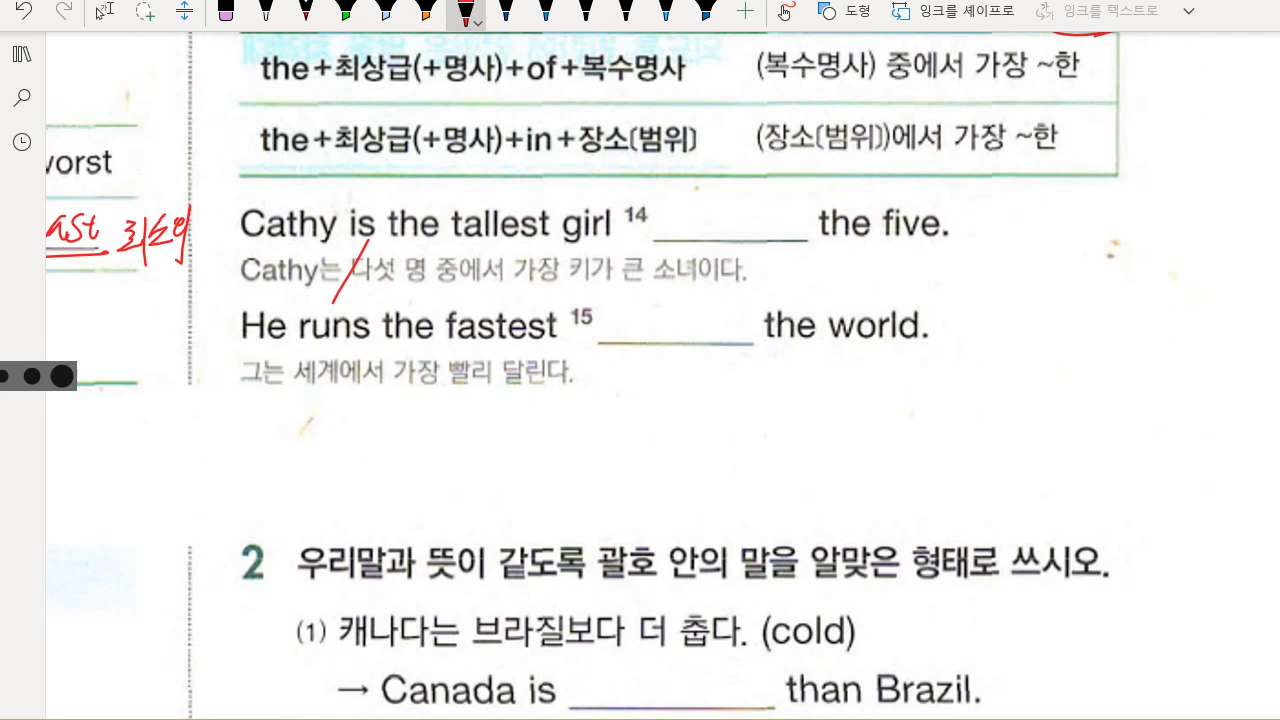 도형
잉크를 셰이프로
잉크를 텍스트로
the+최상급(+명사)+of+복수명사 (복수명사) 중에서 가장 ~한
the+최상급(+명사)+in+장소(범위) (장소(범위))에서 가장 ~한
worst
Cathy is the tallest girl 14 the five.
Cathy는 다섯 명 중에서 가장 키가 큰 소녀이다.
He runs the fastest 15 the world.
그는 세계에서 가장 빨리 달린다.
2 우리말과 뜻이 같도록 괄호 안의 말을 알맞은 형태로 쓰시오.
(1) 캐나다는 브라질보다 더 춥다. (cold)
→ Canada is than Brazil.